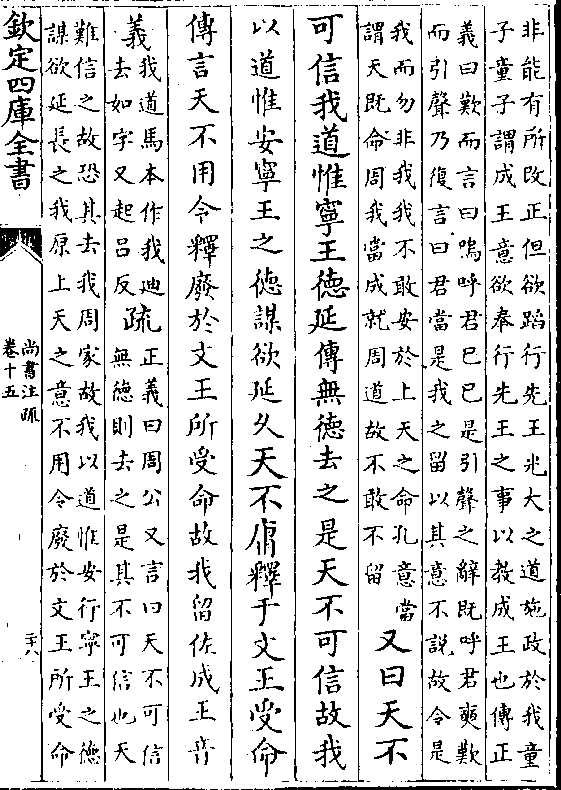 非能有所改正但欲蹈行先王光大之道施政於我童
子童子謂成王意欲奉行先王之事以教成王也傳正
義曰歎而言曰嗚呼君已已是引聲之辭既呼君奭歎
而引聲乃復言曰君當是我之留以其意不說故令是
我而勿非我我不敢安於上天之命孔意當
謂天既命周我當成就周道故不敢不留
又曰天不
可信我道惟寧王德延傳無德去之是天不可信故我
以道惟安寧王之德謀欲延久天不庸釋于文王受命
傳言天不用令釋廢於文王所受命故我留佐成王音
義我道馬本作我迪
去如字又起呂反
疏
正義曰周公又言曰天不可信
無德則去之是其不可信也天
難信之故恐其去我周家故我以道惟安行寧王之德
謀欲延長之我原上天之意不用令廢於文王所受命
欽定四庫全書
尚書注疏
卷十五
二十八